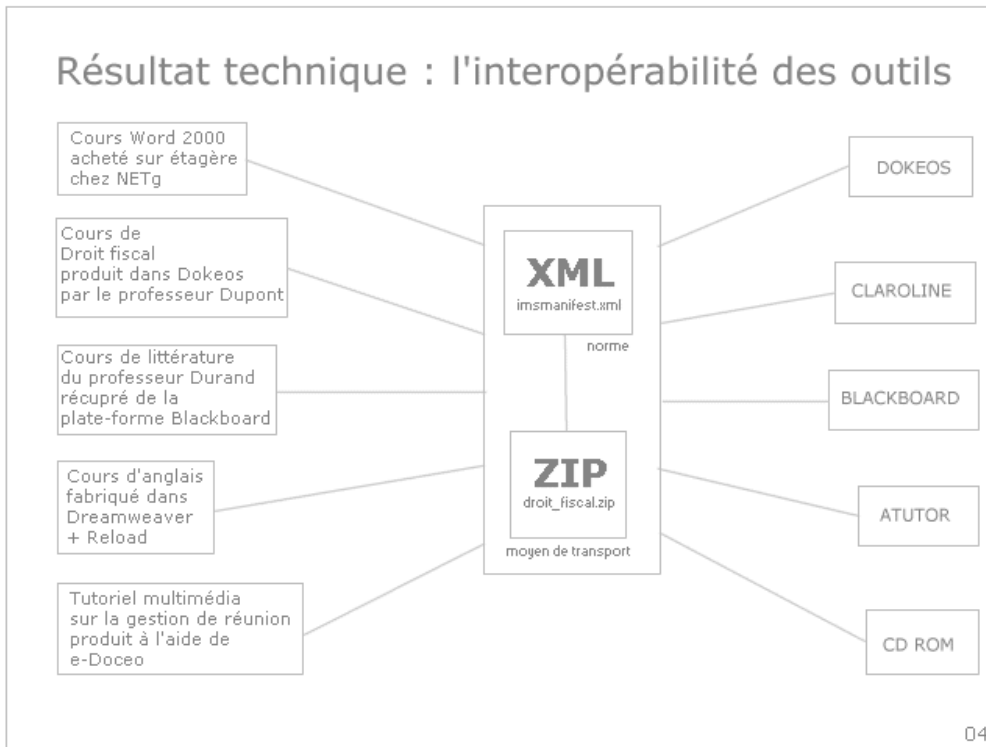 Résultat technique : l'interopérabilité des outils
Cours Word 2000
acheté sur étagère
chez NETg
Cours de
Droit fiscal
produit dans Dokeos
par le professeur Dupont
Cours de littérature
du professeur Durand
récupré de la
plate-forme Blackboard
Cours d'anglais
fabriqué dans
Dreamweaver
+ Reload
Tutoriel multimédia
sur la gestion de réunion
produit à l'aide de
e-Doceo
XML
imsmanifest.xml
norme
ZIP
droit_fiscal.zip
moyen de transport
DOKEOS
CLAROLINE
BLACKBOARD
ATUTOR
CD ROM
04